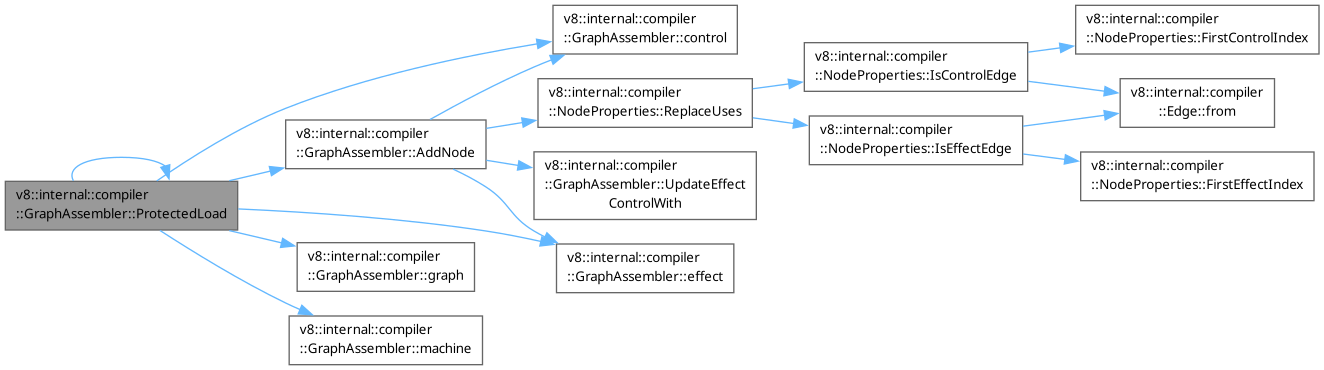 v8::internal::compiler
::GraphAssembler::ProtectedLoad
v8::internal::compiler
::GraphAssembler::AddNode
v8::internal::compiler
::GraphAssembler::control
v8::internal::compiler
::NodeProperties::ReplaceUses
v8::internal::compiler
::GraphAssembler::UpdateEffect
ControlWith
v8::internal::compiler
::GraphAssembler::effect
v8::internal::compiler
::GraphAssembler::graph
v8::internal::compiler
::GraphAssembler::machine
v8::internal::compiler
::NodeProperties::IsControlEdge
v8::internal::compiler
::NodeProperties::IsEffectEdge
v8::internal::compiler
::NodeProperties::FirstControlIndex
v8::internal::compiler
::Edge::from
v8::internal::compiler
::NodeProperties::FirstEffectIndex